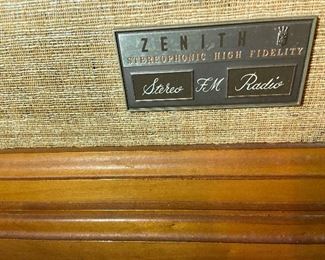 ZENITH
STEREOPHONIC HIGH FIDELITY
Stereo FM Radio